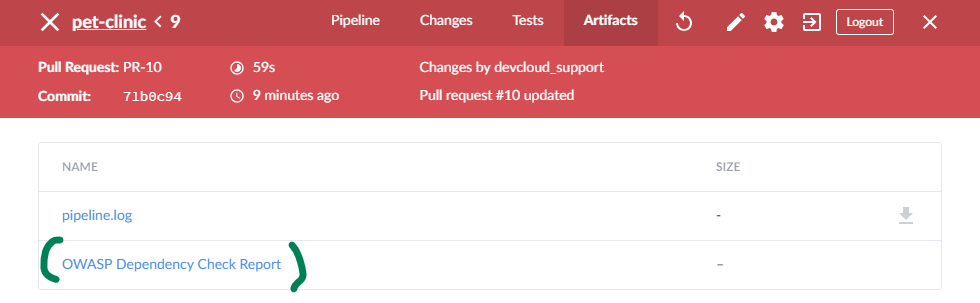 pet-clinic < 9 Pipeline Changes Tests Artifacts Logout
Pull Request: PR-10 59s Changes by devcloud_support
Commit: 71b0c94 9 minutes ago Pull request #10 updated
NAME SIZE
pipeline.log -
OWASP Dependency Check Report –